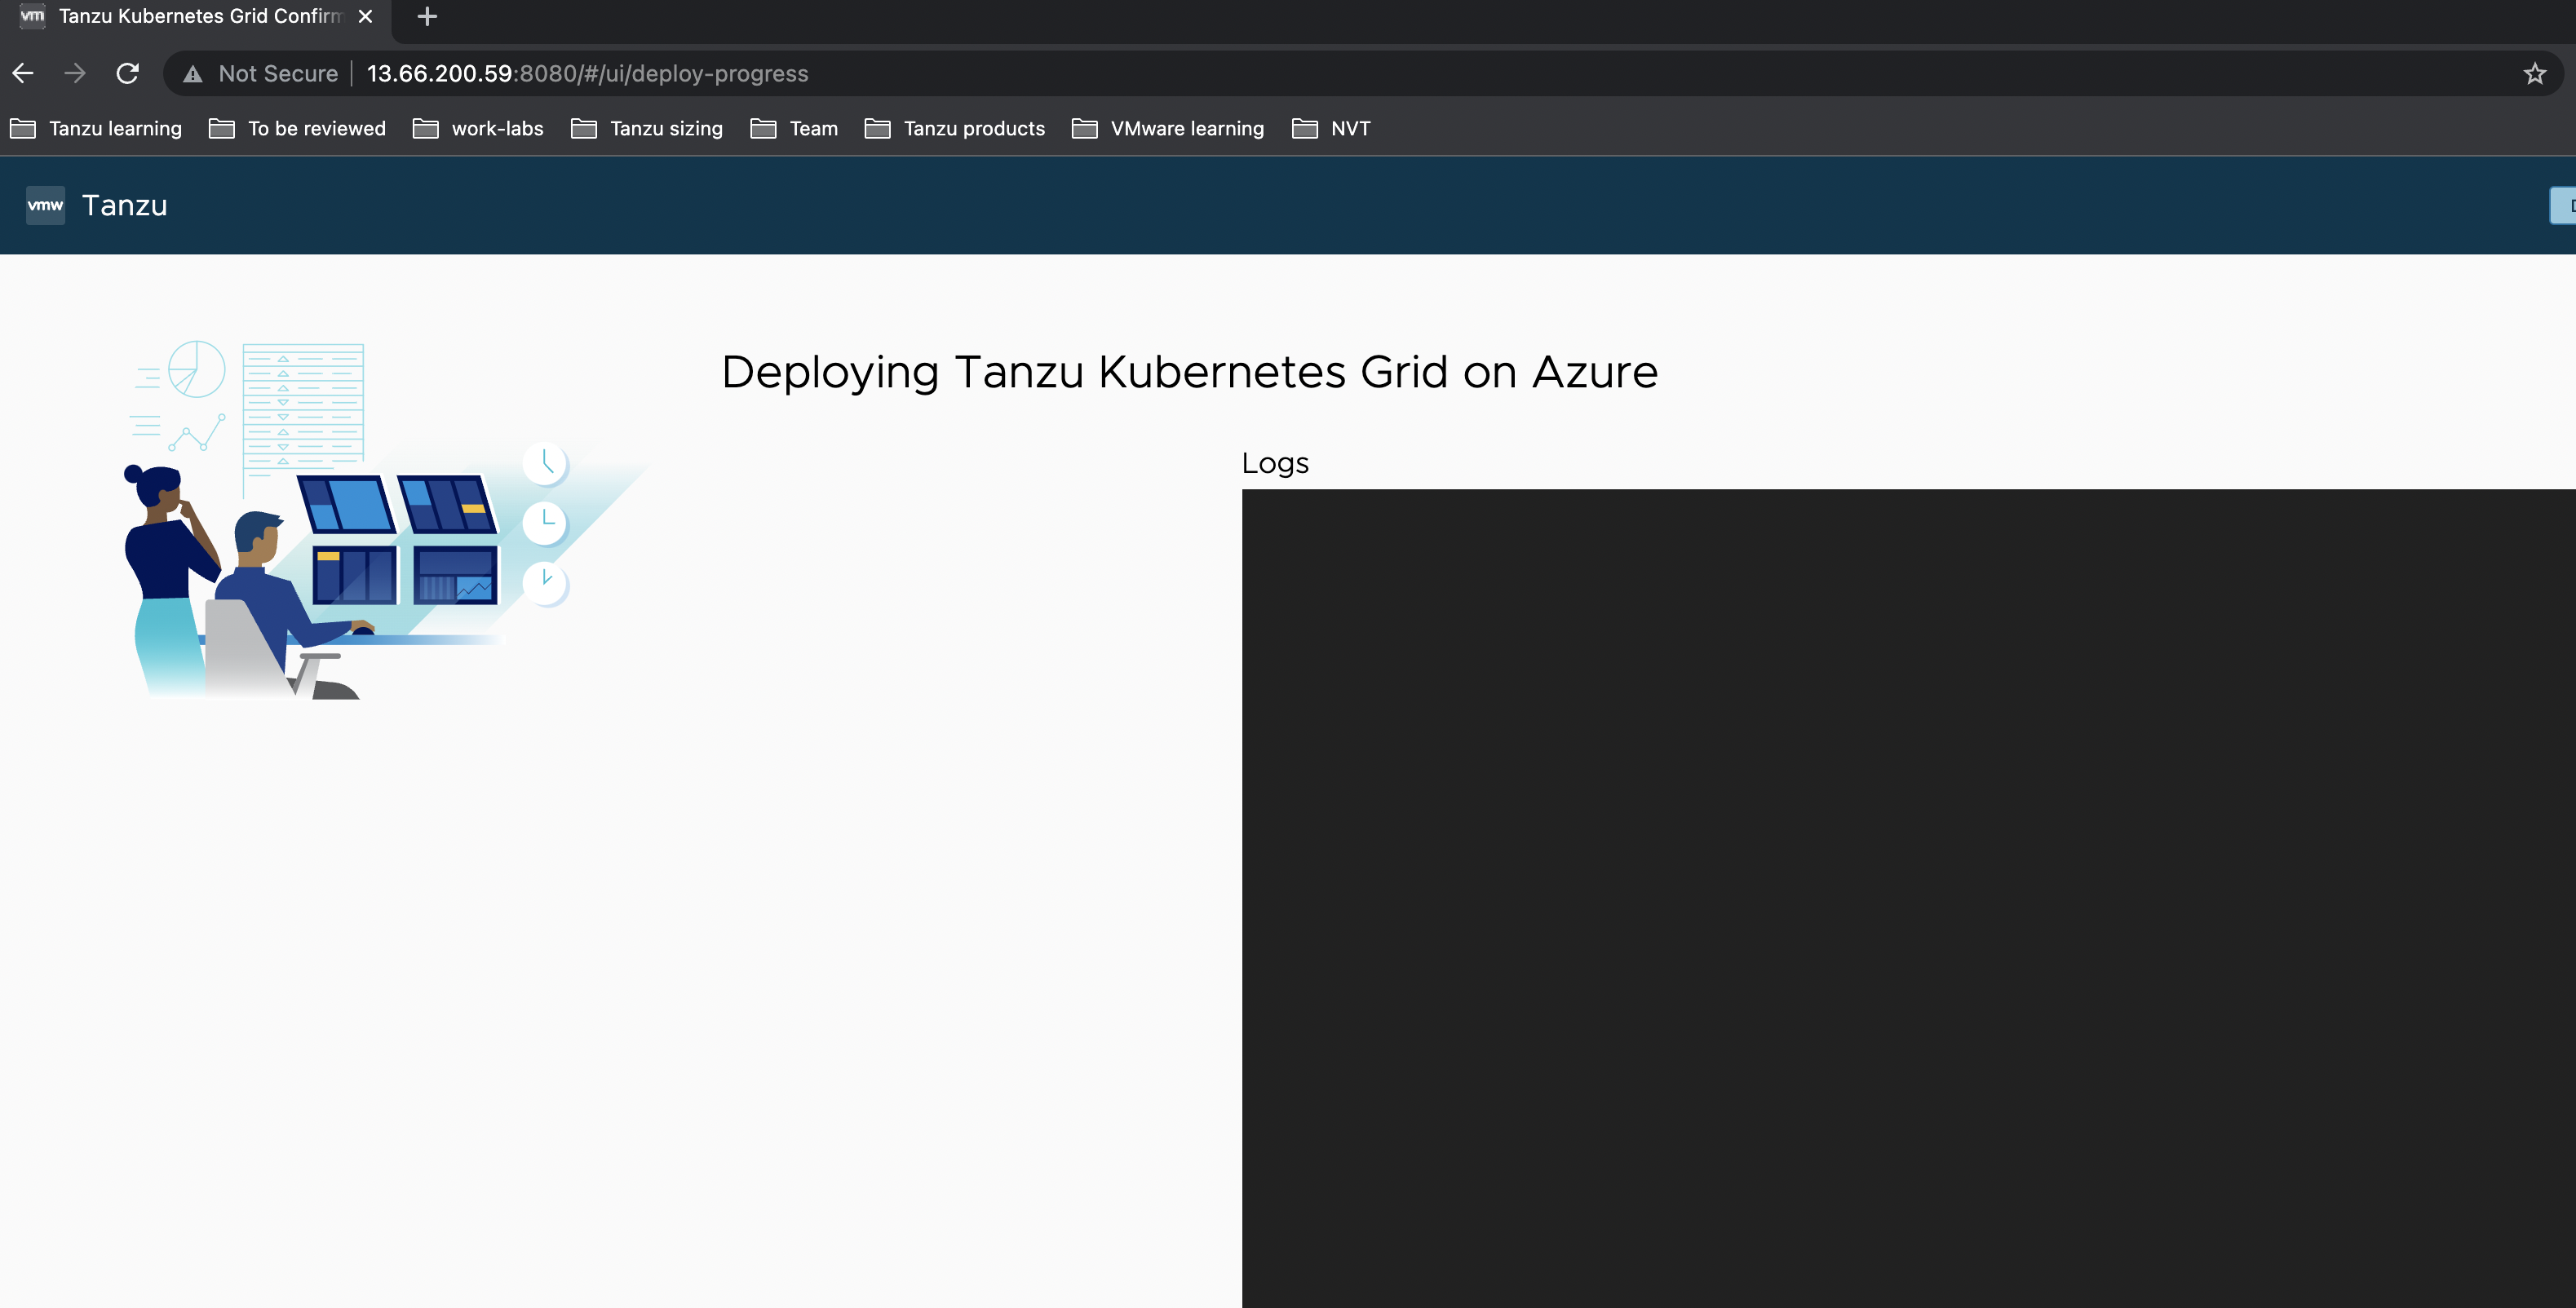 vm Tanzu Kubernetes Grid Confirm
Not Secure 13.66.200.59:8080/#/ui/deploy-progress
Tanzu learning To be reviewed work-labs Tanzu sizing Team Tanzu products VMware learning NVT
vmw Tanzu
Deploying Tanzu Kubernetes Grid on Azure
Logs